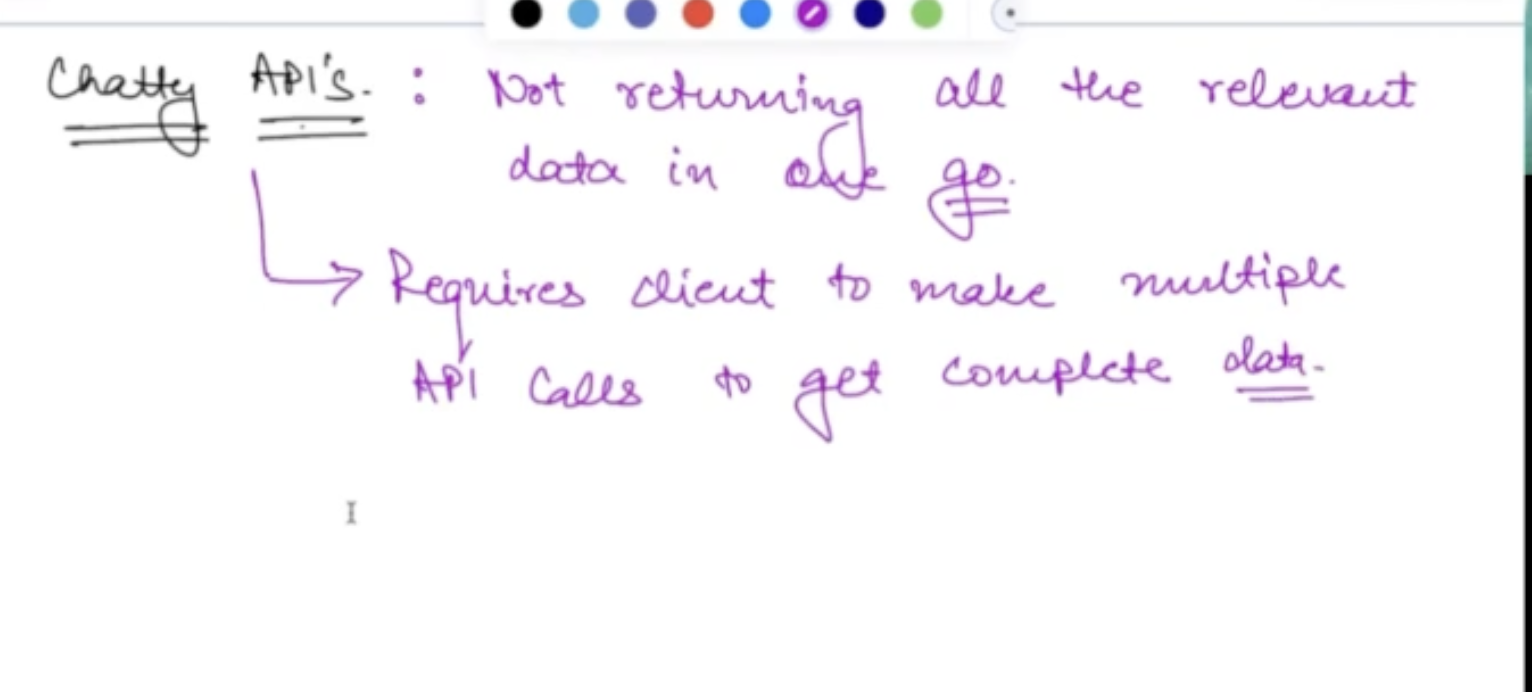 Chatty API's. : Not returning all the relevant
data in one go.
Requires client to make multiple
API Calls to get complete data.